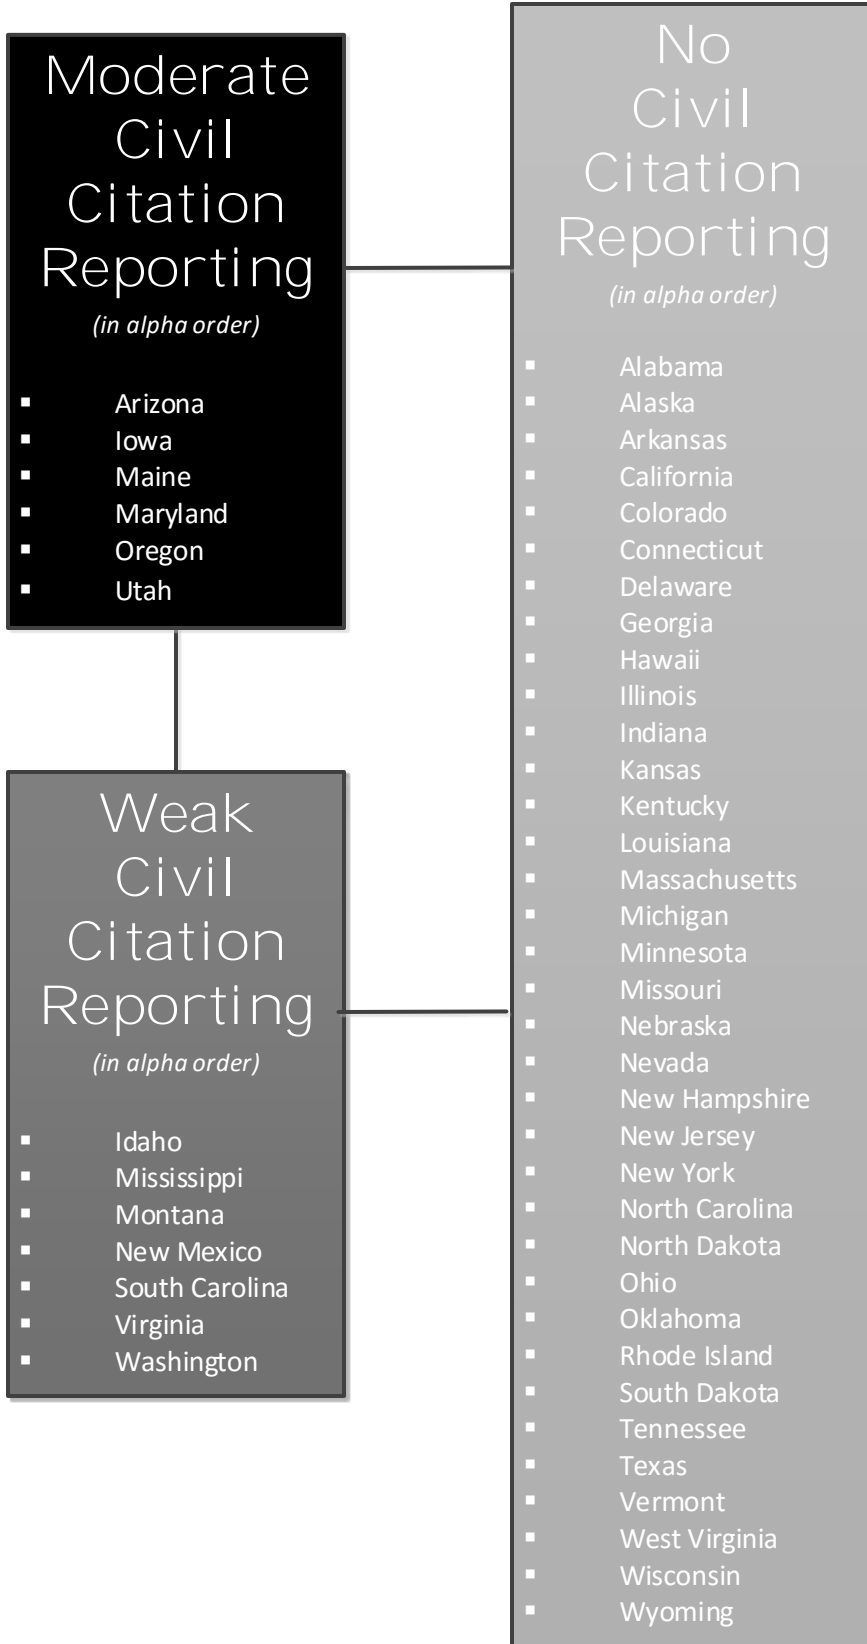 Moderate
Civil
Citation
Reporting
(in alpha order)
▪ Arizona
▪ Iowa
▪ Maine
▪ Maryland
▪ Oregon
▪ Utah
Weak
Civil
Citation
Reporting
(in alpha order)
▪ Idaho
▪ Mississippi
▪ Montana
▪ New Mexico
▪ South Carolina
▪ Virginia
▪ Washington
No
Civil
Citation
Reporting
(in alpha order)
▪ Alabama
▪ Alaska
▪ Arkansas
▪ California
▪ Colorado
▪ Connecticut
▪ Delaware
▪ Georgia
▪ Hawaii
▪ Illinois
▪ Indiana
▪ Kansas
▪ Kentucky
▪ Louisiana
▪ Massachusetts
▪ Michigan
▪ Minnesota
▪ Missouri
▪ Nebraska
▪ Nevada
▪ New Hampshire
▪ New Jersey
▪ New York
▪ North Carolina
▪ North Dakota
▪ Ohio
▪ Oklahoma
▪ Rhode Island
▪ South Dakota
▪ Tennessee
▪ Texas
▪ Vermont
▪ West Virginia
▪ Wisconsin
▪ Wyoming